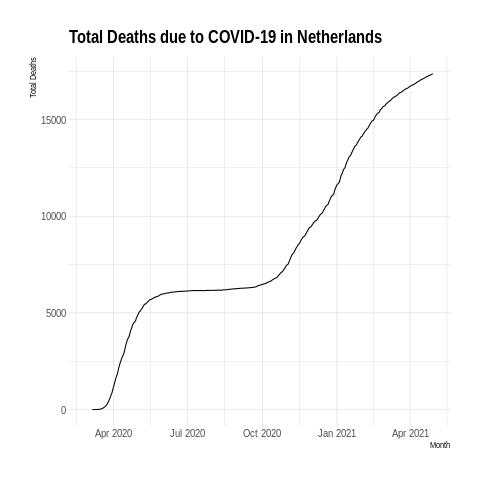 Total Deaths due to COVID-19 in Netherlands
Total Deaths
15000
10000
5000
0
Apr 2020 Jul 2020 Oct 2020 Jan 2021 Apr 2021
Month